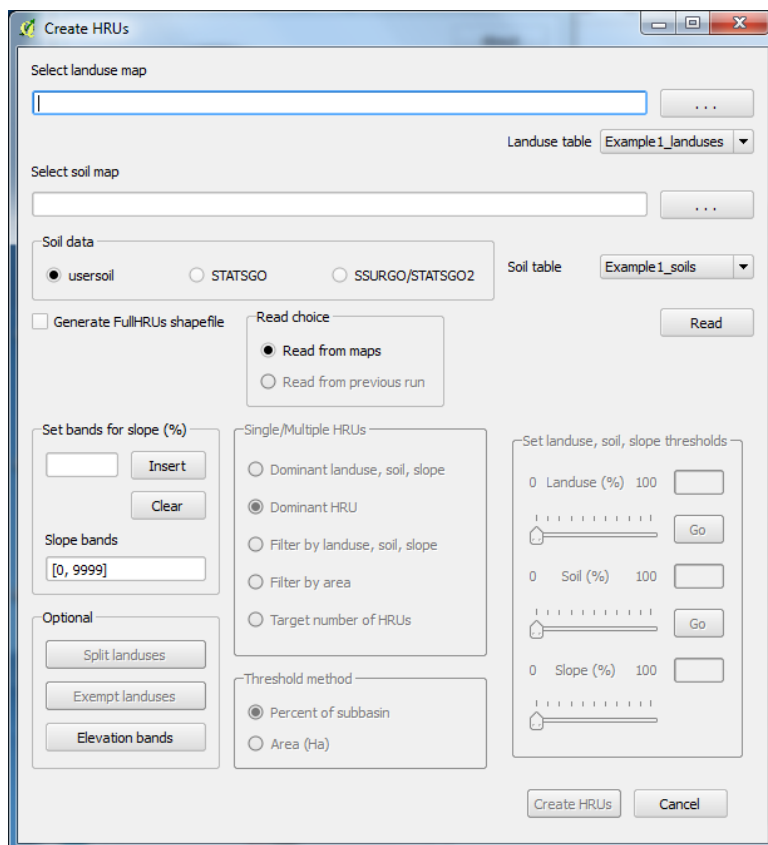 Create HRUs
Select landuse map
...
Landuse table Example1_landuses
Select soil map
...
Soil data
usersoil STATSGO SSURGO/STATSGO2
Soil table Example1_soils
Generate FullHRUs shapefile
Read choice
Read from maps
Read from previous run
Read
Set bands for slope (%)
Insert
Clear
Slope bands
[0, 9999]
Optional
Split landuses
Exempt landuses
Elevation bands
Single/Multiple HRUs
Dominant landuse, soil, slope
Dominant HRU
Filter by landuse, soil, slope
Filter by area
Target number of HRUs
Threshold method
Percent of subbasin
Area (Ha)
Set landuse, soil, slope thresholds
0 Landuse (%) 100
Go
0 Soil (%) 100
Go
0 Slope (%) 100
Create HRUs Cancel